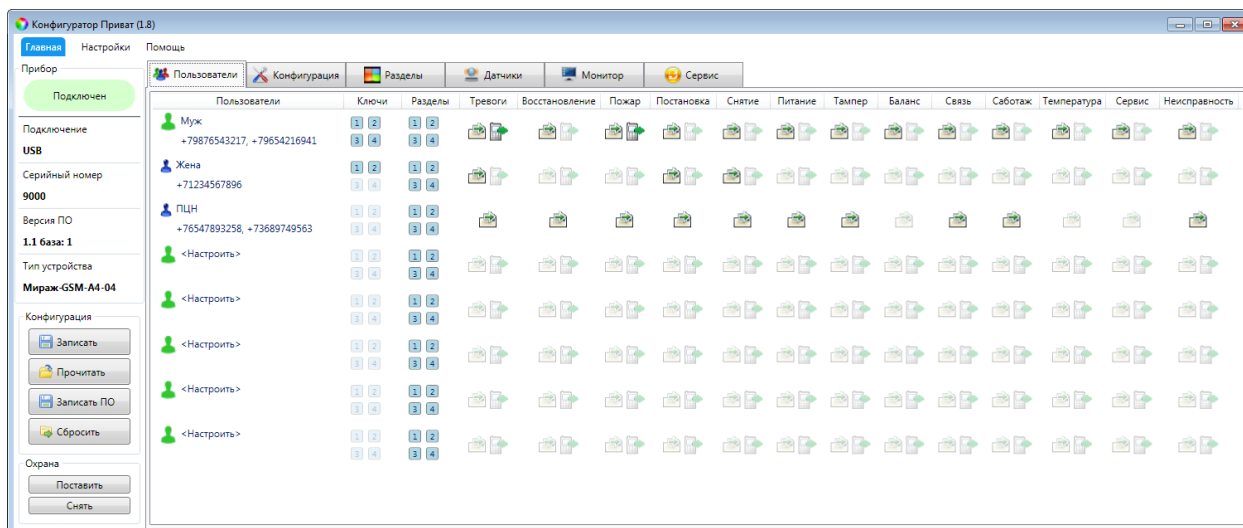 Конфигуратор Приват (1.8)
Главная Настройки Помощь
Прибор
Подключен
Подключение
USB
Серийный номер
9000
Версия ПО
1.1 база: 1
Тип устройства
Мираж-GSM-A4-04
Конфигурация
Записать
Прочитать
Записать ПО
Сбросить
Охрана
Поставить
Снять
Пользователи Конфигурация Разделы Датчики Монитор Сервис
Пользователи Ключи Разделы Тревоги Восстановление Пожар Постановка Снятие Питание Тампер Баланс Связь Саботаж Температура Сервис Неисправность
Муж 1 2 1 2
+79876543217, +79654216941 3 4 3 4
Жена 1 2 1 2
+71234567896 3 4 3 4
ПЦН 1 2 1 2
+76547893258, +73689749563 3 4 3 4
<Настроить> 1 2 1 2
3 4 3 4
<Настроить> 1 2 1 2
3 4 3 4
<Настроить> 1 2 1 2
3 4 3 4
<Настроить> 1 2 1 2
3 4 3 4
<Настроить> 1 2 1 2
3 4 3 4